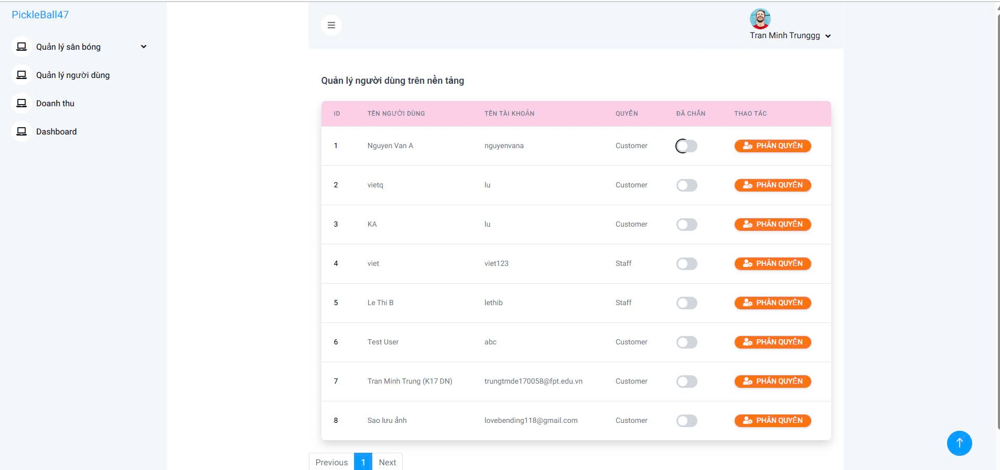 PickleBall47
Quản lý sân bóng
Quản lý người dùng
Doanh thu
Dashboard
Tran Minh Trunggg
Quản lý người dùng trên nền tảng
ID TÊN NGƯỜI DÙNG TÊN TÀI KHOẢN QUYỀN ĐÃ CHẶN THAO TÁC
1 Nguyen Van A nguyenvana Customer PHÂN QUYỀN
2 vietq lu Customer PHÂN QUYỀN
3 KA lu Customer PHÂN QUYỀN
4 viet viet123 Staff PHÂN QUYỀN
5 Le Thi B lethib Staff PHÂN QUYỀN
6 Test User abc Customer PHÂN QUYỀN
7 Tran Minh Trung (K17 DN) trungtmde170058@fpt.edu.vn Customer PHÂN QUYỀN
8 Sao lưu ảnh lovebending118@gmail.com Customer PHÂN QUYỀN
Previous 1 Next